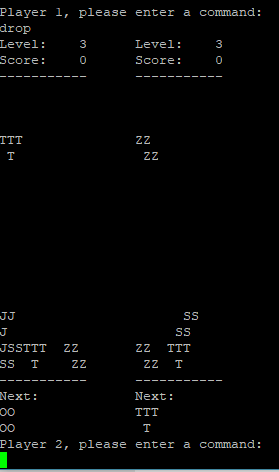 Player 1, please enter a command:
drop
Level:    3      Level:    3
Score:    0      Score:    0
-----------      -----------
TTT              ZZ
 T                ZZ
JJ                     SS
J                     SS
JSSTTT  ZZ       ZZ  TTT
SS  T    ZZ       ZZ  T
-----------      -----------
Next:            Next:
OO               TTT
OO                T
Player 2, please enter a command: